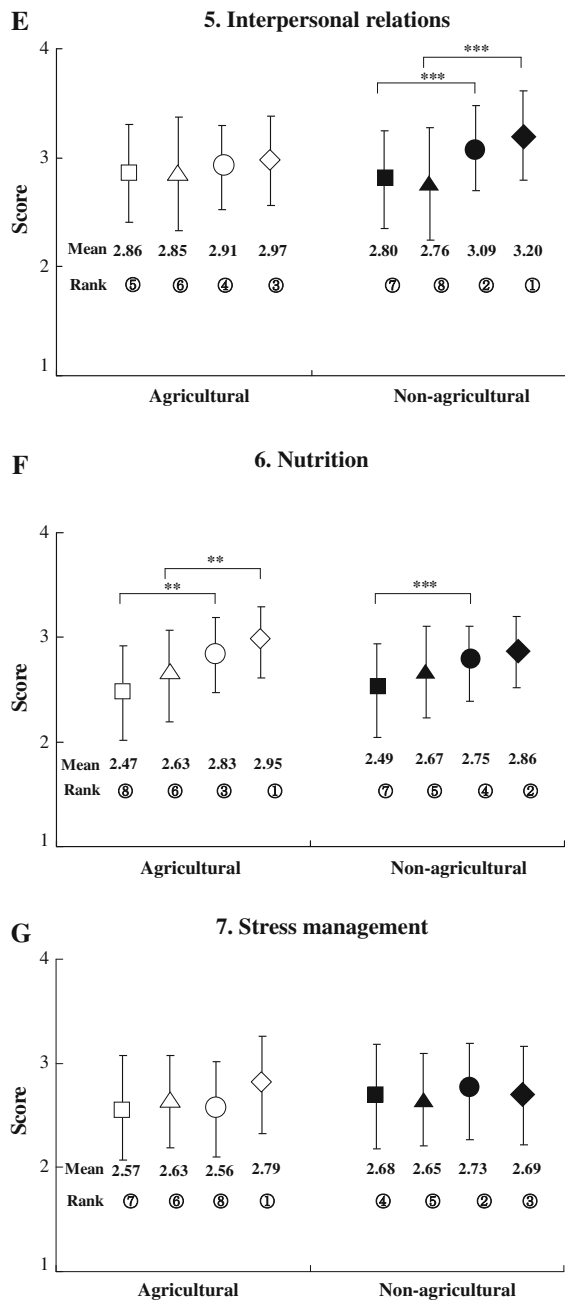 E
5. Interpersonal relations
4
***
***
3
Score
Mean 2.86 2.85 2.91 2.97 2.80 2.76 3.09 3.20
2
Rank ⑤ ⑥ ④ ③ ⑦ ⑧ ② ①
1
Agricultural Non-agricultural
F
6. Nutrition
4
**
** ***
3
Score
Mean 2.47 2.63 2.83 2.95 2.49 2.67 2.75 2.86
2
Rank ⑧ ⑥ ③ ① ⑦ ⑤ ④ ②
1
Agricultural Non-agricultural
G
7. Stress management
4
3
Score
2
Mean 2.57 2.63 2.56 2.79 2.68 2.65 2.73 2.69
Rank ⑦ ⑥ ⑧ ① ④ ⑤ ② ③
1
Agricultural Non-agricultural